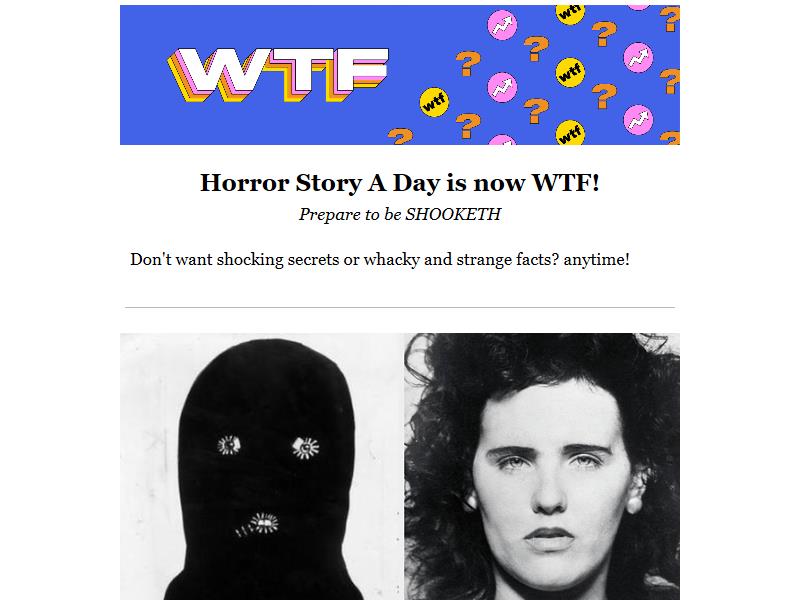 WTF
wtf
wtf
wtf
wtf
Horror Story A Day is now WTF!
Prepare to be SHOOKETH
Don't want shocking secrets or whacky and strange facts? anytime!